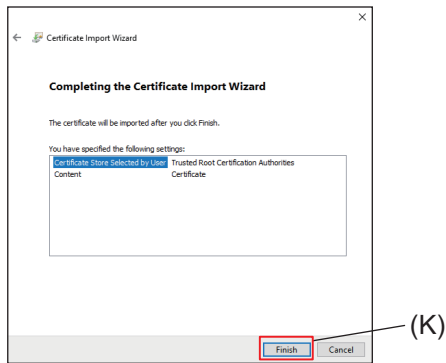 Certificate Import Wizard
Completing the Certificate Import Wizard
The certificate will be imported after you click Finish.
You have specified the following settings:
Certificate Store Selected by User Trusted Root Certification Authorities
Content Certificate
(K)
Finish Cancel